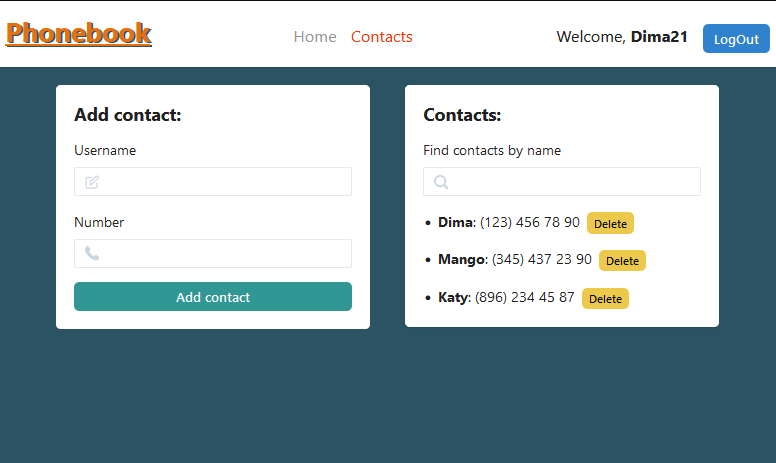 Phonebook
Home Contacts
Welcome, Dima21
LogOut
Add contact:
Username
Number
Add contact
Contacts:
Find contacts by name
Dima: (123) 456 78 90 Delete
Mango: (345) 437 23 90 Delete
Katy: (896) 234 45 87 Delete